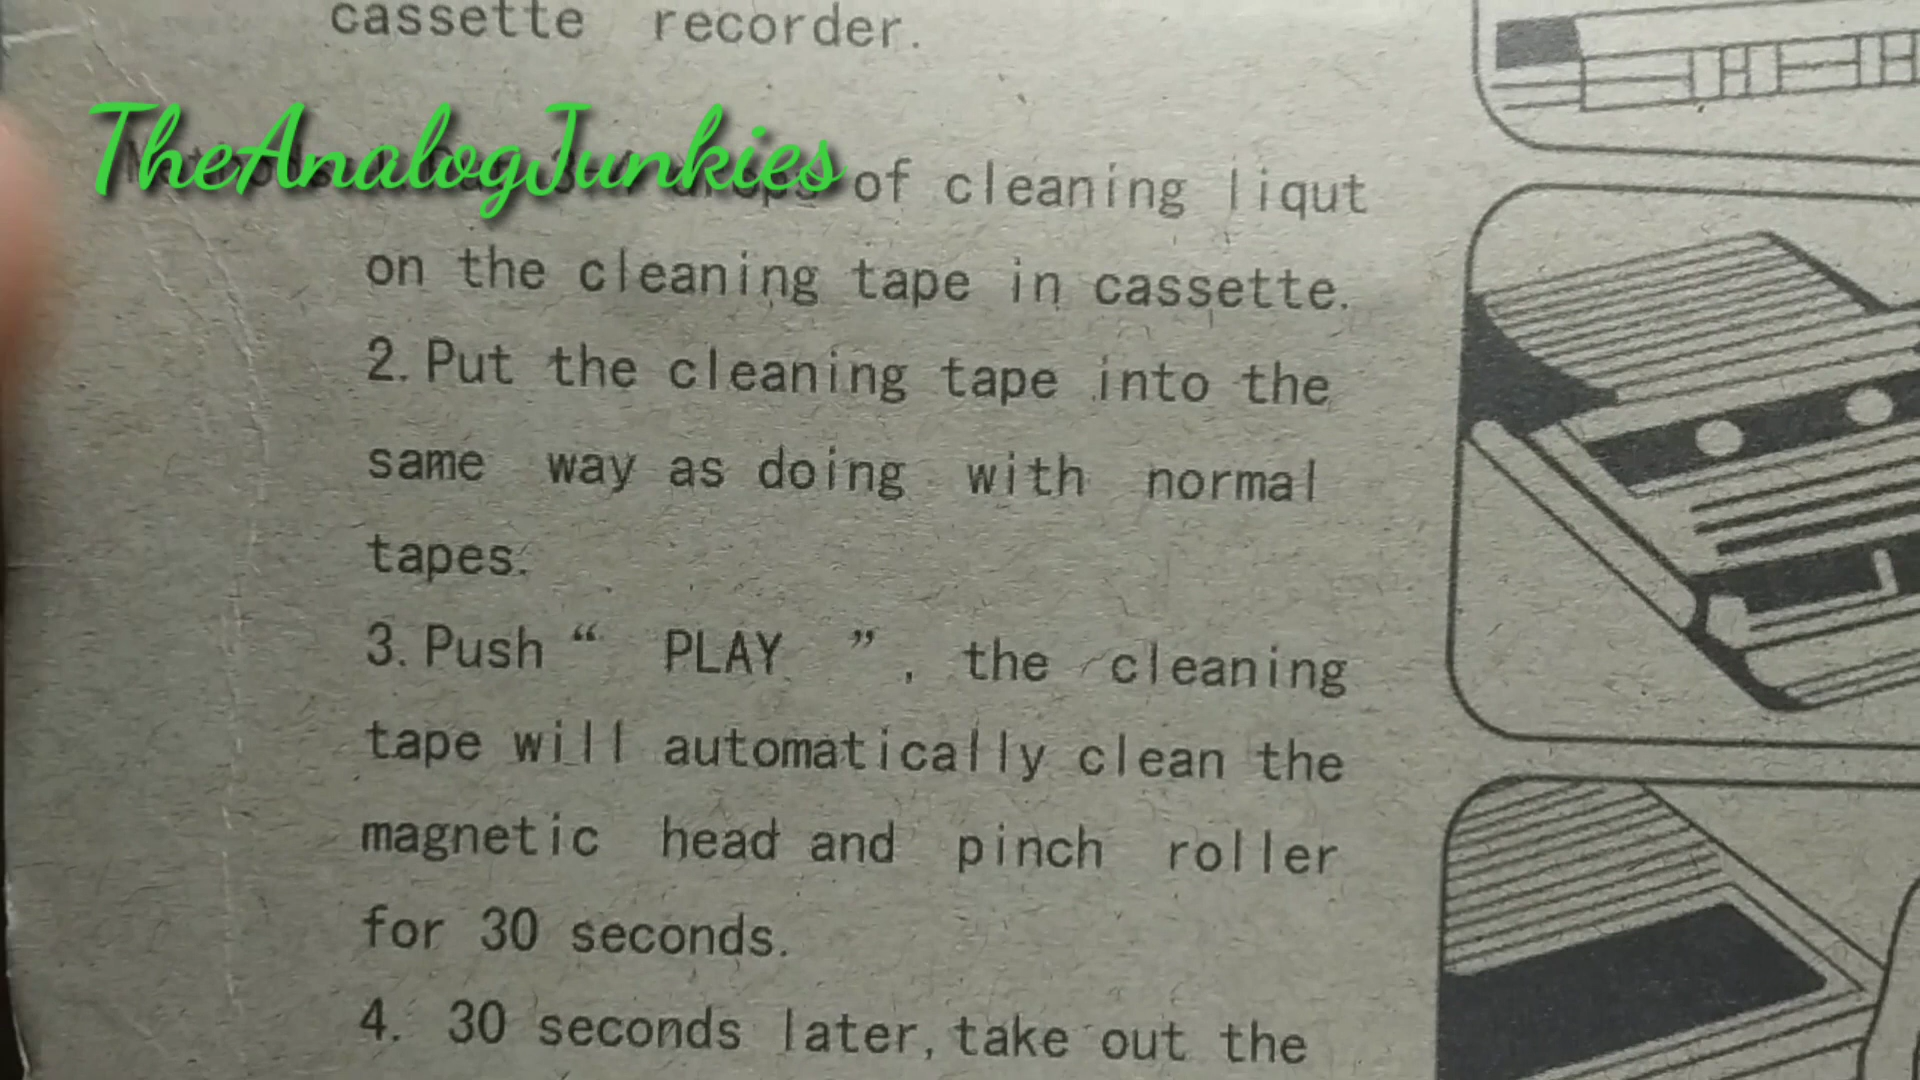 cassette recorder.
TheAnalogJunkies
of cleaning liqut
on the cleaning tape in cassette.
2. Put the cleaning tape into the
same way as doing with normal
tapes.
3. Push “ PLAY ”, the cleaning
tape will automatically clean the
magnetic head and pinch roller
for 30 seconds.
4. 30 seconds later, take out the